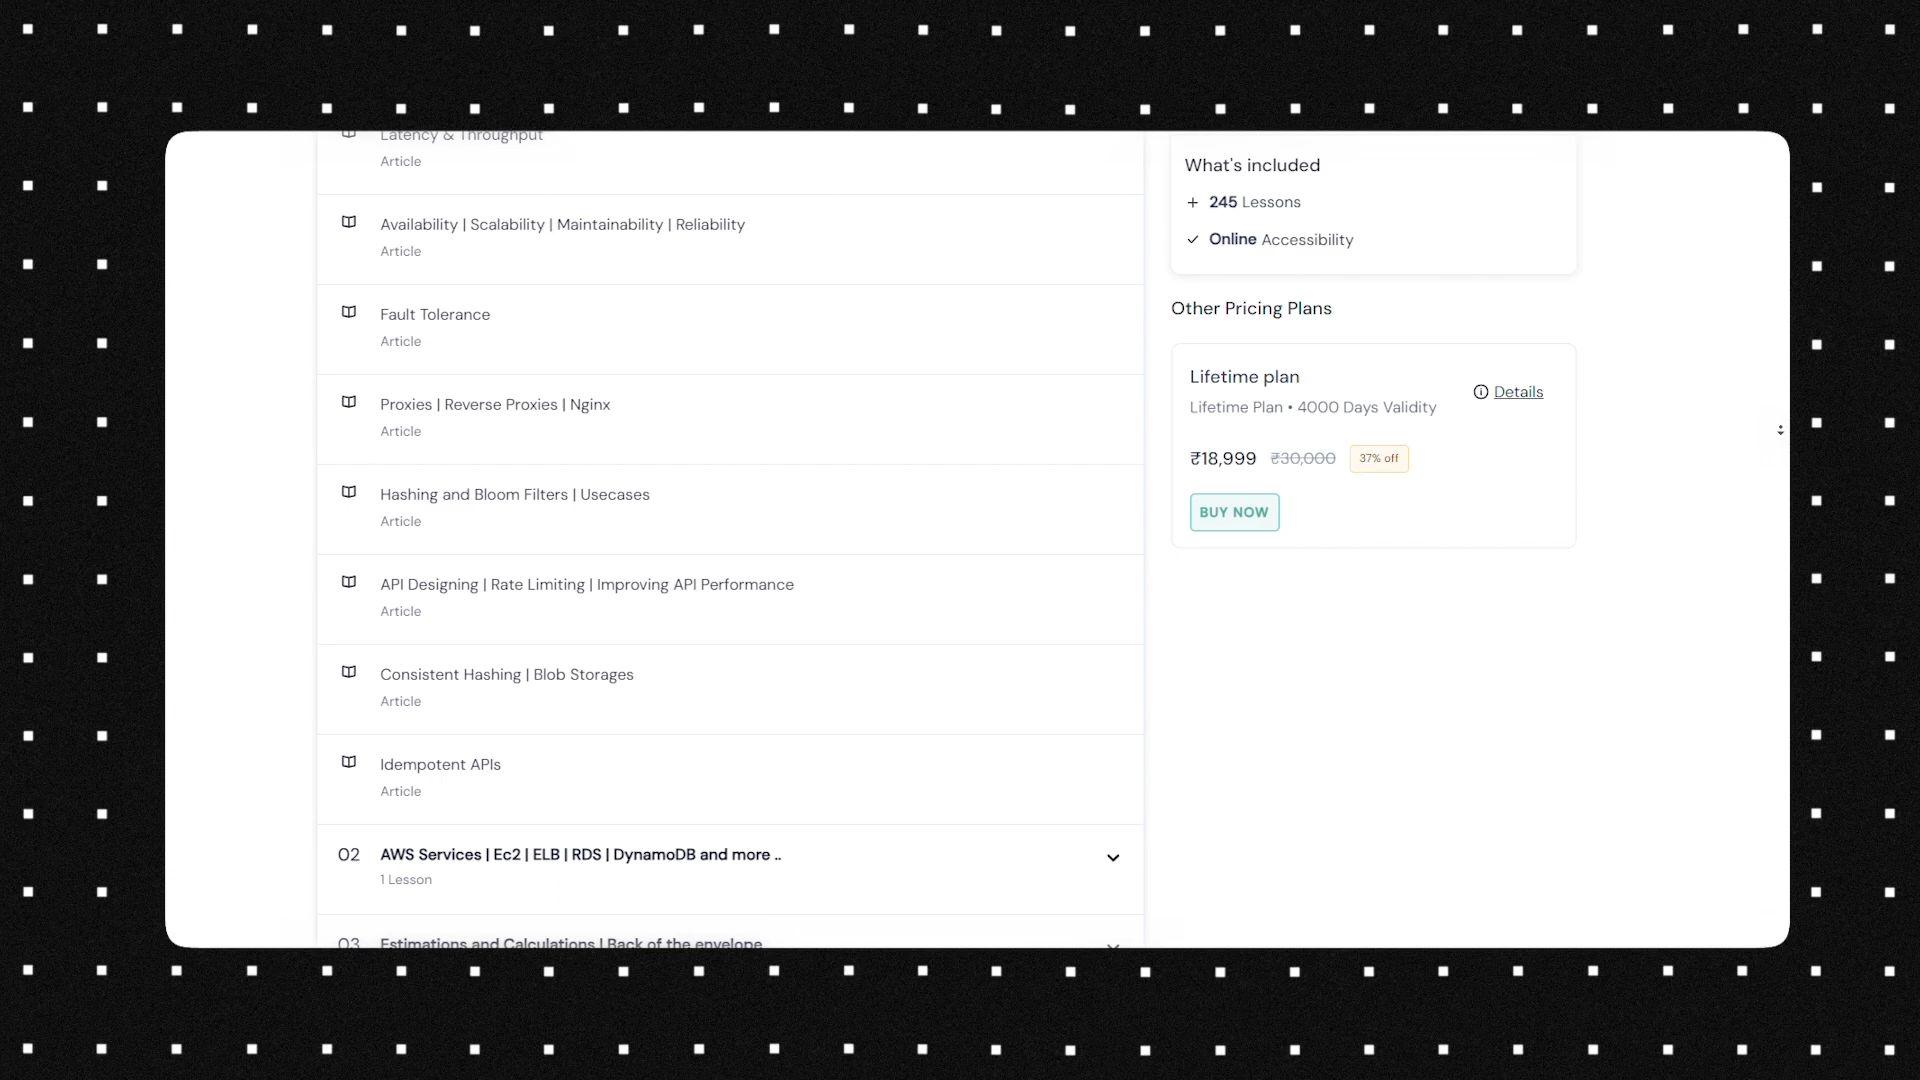 Latency & Throughput
Article
Availability | Scalability | Maintainability | Reliability
Article
Fault Tolerance
Article
Proxies | Reverse Proxies | Nginx
Article
Hashing and Bloom Filters | Usecases
Article
API Designing | Rate Limiting | Improving API Performance
Article
Consistent Hashing | Blob Storages
Article
Idempotent APIs
Article
02 AWS Services | Ec2 | ELB | RDS | DynamoDB and more ..
1 Lesson
03 Estimations and Calculations | Back of the envelope
What's included
245 Lessons
Online Accessibility
Other Pricing Plans
Lifetime plan
Details
Lifetime Plan • 4000 Days Validity
₹18,999 ₹30,000 37% off
BUY NOW